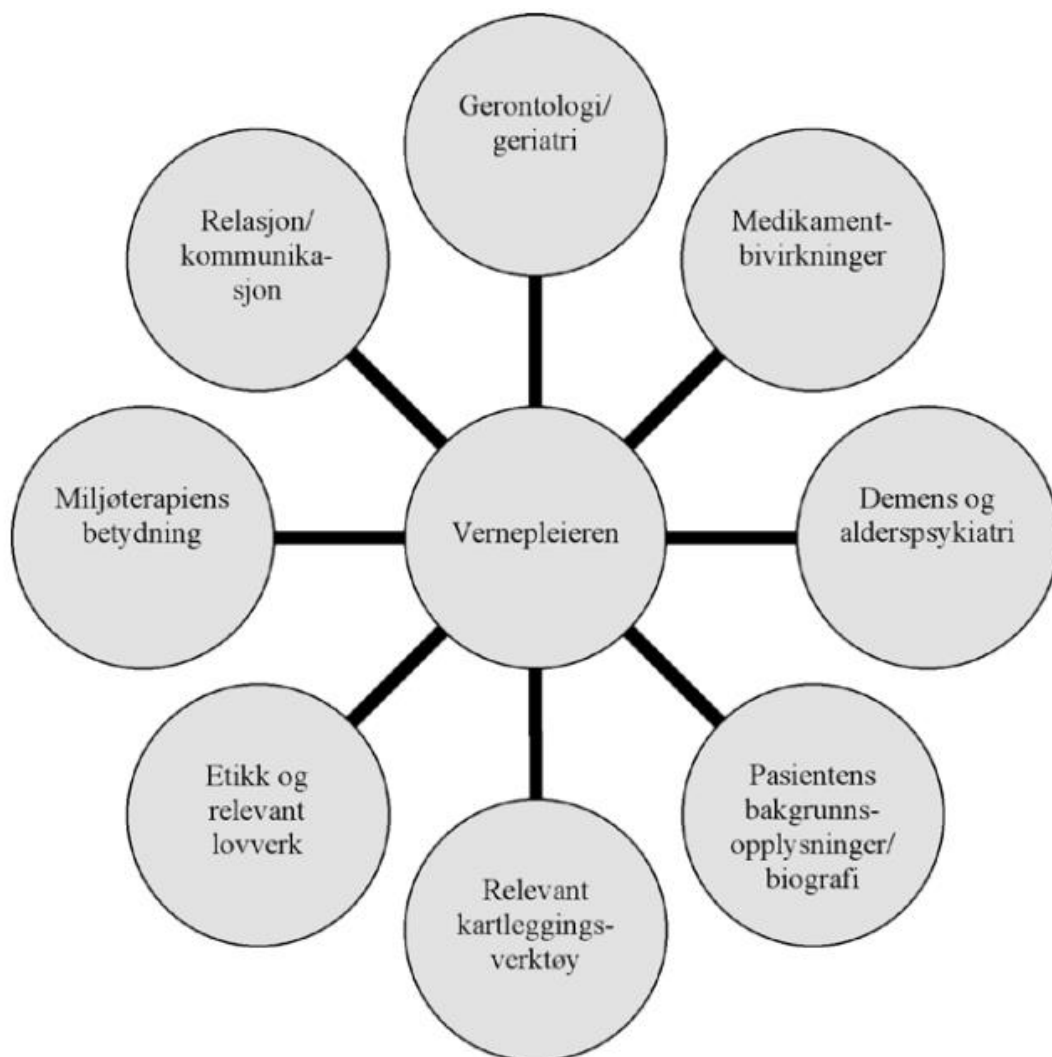 Gerontologi/
geriatri
Relasjon/
kommunika-
sjon
Medikament-
bivirkninger
Miljøterapiens
betydning
Vernepleieren
Demens og
alderspsykiatri
Etikk og
relevant
lovverk
Relevant
kartleggings-
verktøy
Pasientens
bakgrunns-
opplysninger/
biografi